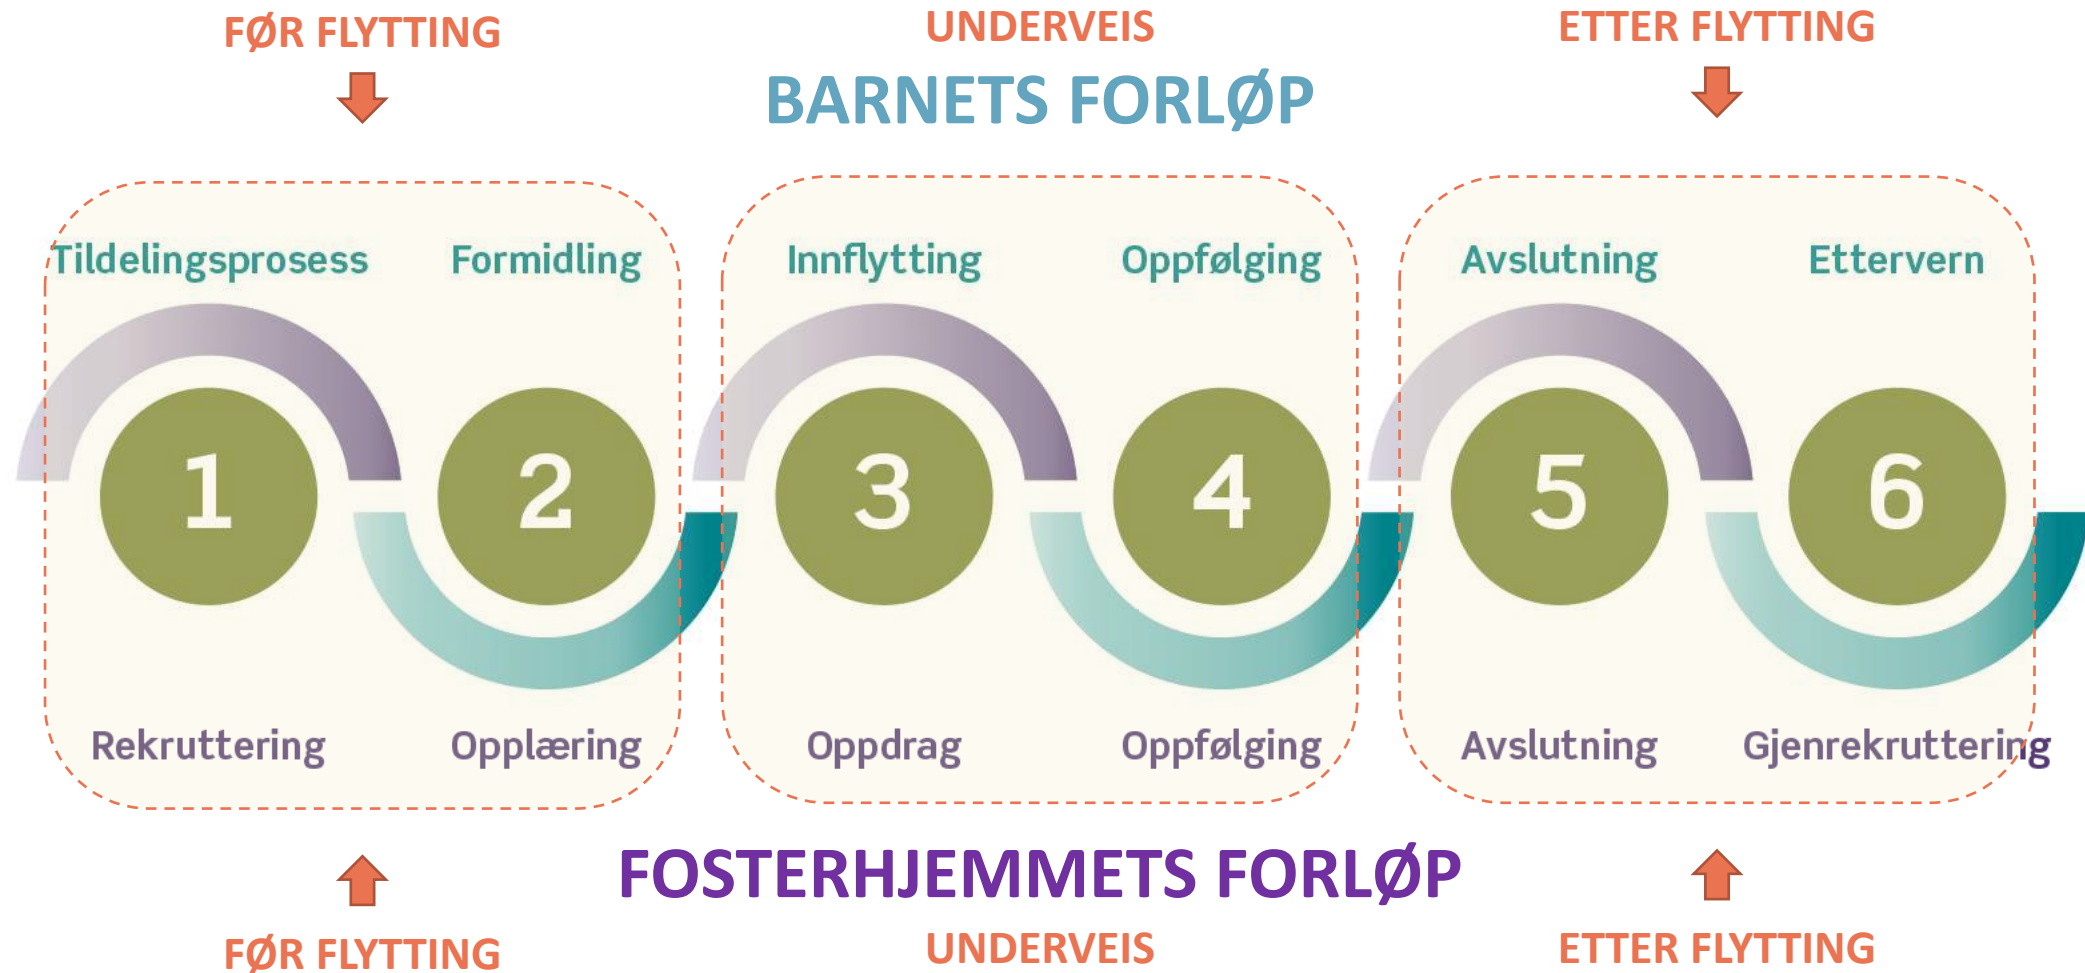 FØR FLYTTING
UNDERVEIS
ETTER FLYTTING
BARNETS FORLØP
Tildelingsprosess
Formidling
Innflytting
Oppfølging
Avslutning
Ettervern
1
2
3
4
5
6
Rekruttering
Opplæring
Oppdrag
Oppfølging
Avslutning
Gjenrekruttering
FOSTERHJEMMETS FORLØP
FØR FLYTTING
UNDERVEIS
ETTER FLYTTING